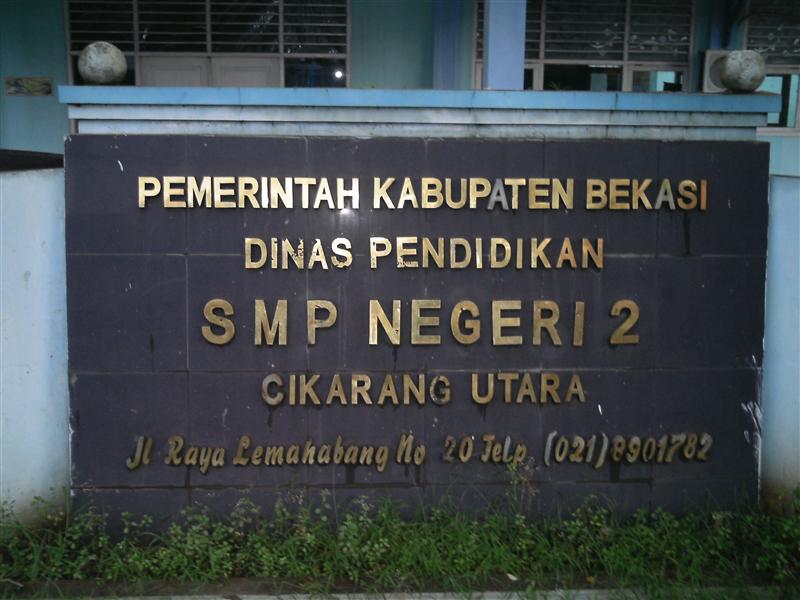 PEMERINTAH KABUPATEN BEKASI
DINAS PENDIDIKAN
SMP NEGERI 2
CIKARANG UTARA
Jl Raya Lemahabang No 20 Telp (021) 8901782